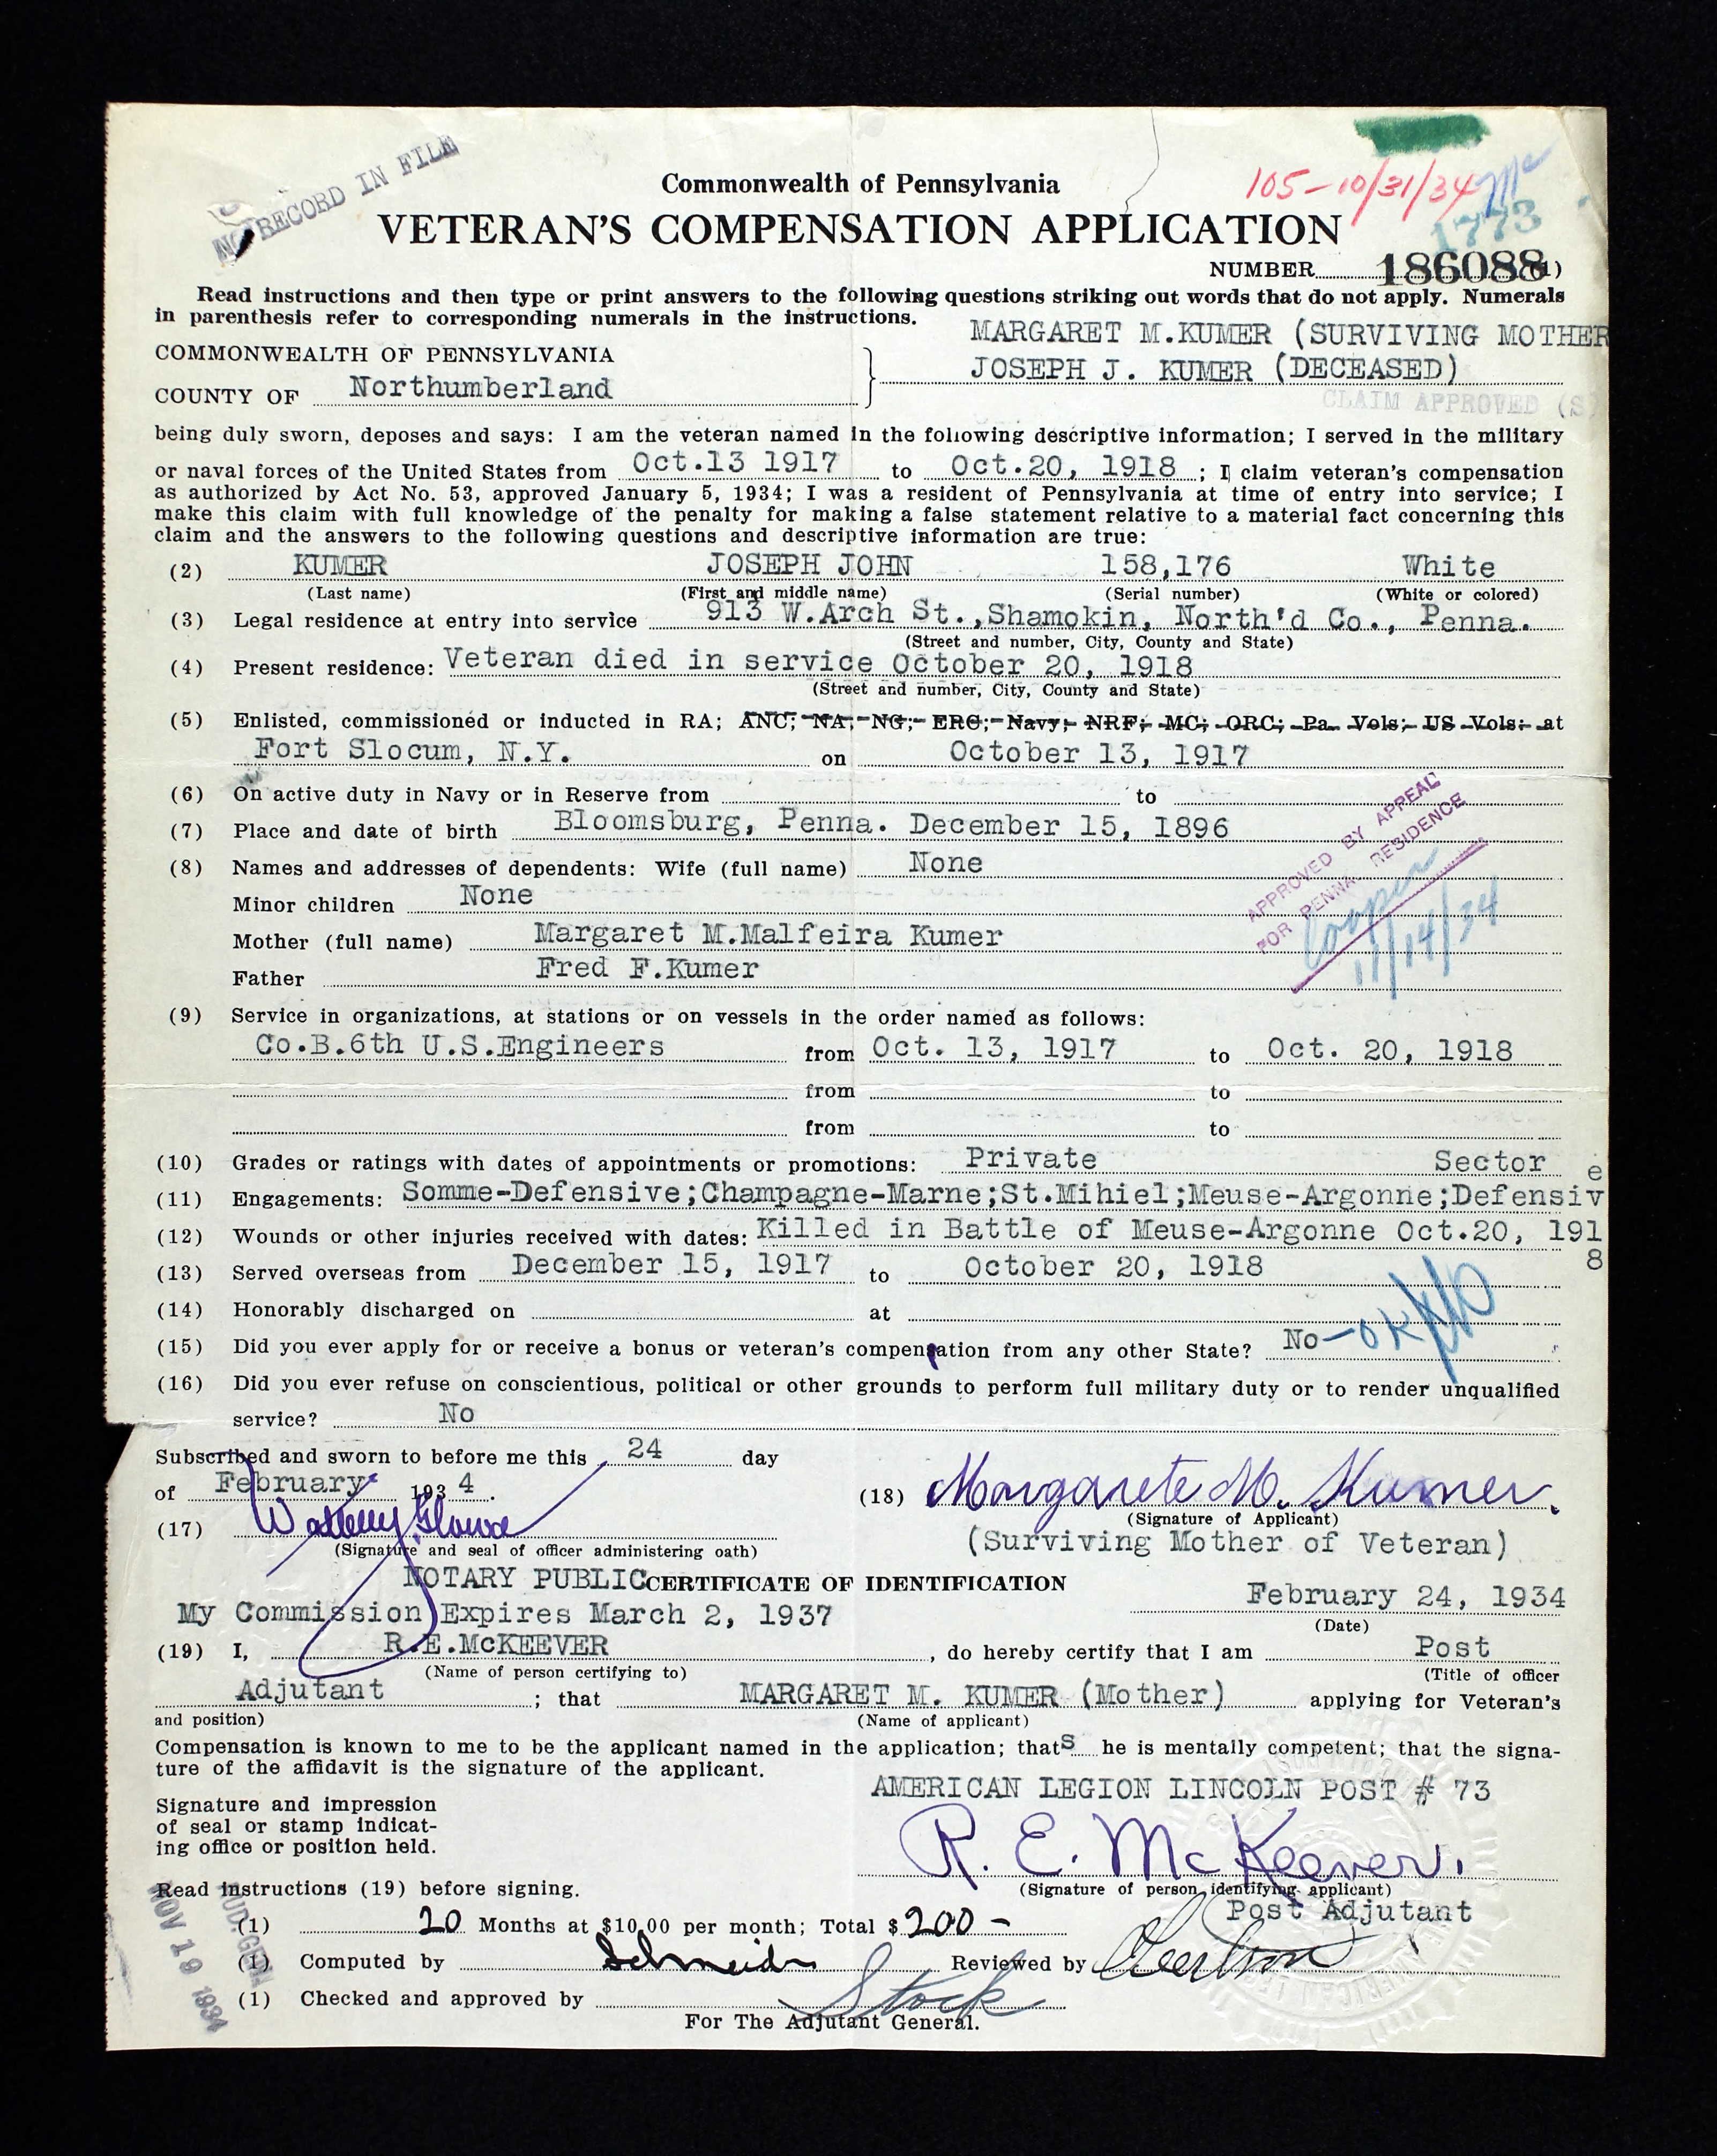 NO RECORD IN FILE
105-10/31/34
1773
Commonwealth of Pennsylvania
VETERAN'S COMPENSATION APPLICATION
NUMBER 186088 (1)
Read instructions and then type or print answers to the following questions striking out words that do not apply. Numerals
in parenthesis refer to corresponding numerals in the instructions.
MARGARET M.KUMER (SURVIVING MOTHER
COMMONWEALTH OF PENNSYLVANIA
JOSEPH J. KUMER (DECEASED)
COUNTY OF Northumberland
CLAIM APPROVED (S)
being duly sworn, deposes and says: I am the veteran named in the following descriptive information; I served in the military
or naval forces of the United States from Oct.13 1917 to Oct.20, 1918 ; I claim veteran's compensation
as authorized by Act No. 53, approved January 5, 1934; I was a resident of Pennsylvania at time of entry into service; I
make this claim with full knowledge of the penalty for making a false statement relative to a material fact concerning this
claim and the answers to the following questions and descriptive information are true:
(2) KUMER JOSEPH JOHN 158,176 White
(Last name) (First and middle name) (Serial number) (White or colored)
(3) Legal residence at entry into service 913 W.Arch St.,Shamokin, North'd Co., Penna.
(Street and number, City, County and State)
(4) Present residence: Veteran died in service October 20, 1918
(Street and number, City, County and State)
(5) Enlisted, commissioned or inducted in RA; ANC; NA; NG; ERC; Navy; NRF; MC; ORC; Pa. Vols; US Vols; at
Fort Slocum, N.Y. on October 13, 1917
(6) On active duty in Navy or in Reserve from to
(7) Place and date of birth Bloomsburg, Penna. December 15, 1896
APPROVED BY APPEAL
FOR PENNA. RESIDENCE
Cooper
11/14/34
(8) Names and addresses of dependents: Wife (full name) None
Minor children None
Mother (full name) Margaret M.Malfeira Kumer
Father Fred F.Kumer
(9) Service in organizations, at stations or on vessels in the order named as follows:
Co.B.6th U.S.Engineers from Oct. 13, 1917 to Oct. 20, 1918
from to
from to
(10) Grades or ratings with dates of appointments or promotions: Private Sector e
(11) Engagements: Somme-Defensive;Champagne-Marne;St.Mihiel;Meuse-Argonne;Defensiv
(12) Wounds or other injuries received with dates: Killed in Battle of Meuse-Argonne Oct.20, 191
8
(13) Served overseas from December 15, 1917 to October 20, 1918
(14) Honorably discharged on at
(15) Did you ever apply for or receive a bonus or veteran's compensation from any other State? No - OK
(16) Did you ever refuse on conscientious, political or other grounds to perform full military duty or to render unqualified
service? No
Subscribed and sworn to before me this 24 day
of February 1934.
(18) Margarete M. Kumer.
(Signature of Applicant)
(17)
(Signature and seal of officer administering oath)
(Surviving Mother of Veteran)
NOTARY PUBLIC CERTIFICATE OF IDENTIFICATION
My Commission Expires March 2, 1937
February 24, 1934
(Date)
(19) I, R.E.McKEEVER , do hereby certify that I am Post
(Name of person certifying to) (Title of officer
Adjutant ; that MARGARET M. KUMER (Mother) applying for Veteran's
and position) (Name of applicant)
Compensation is known to me to be the applicant named in the application; that S he is mentally competent; that the signa-
ture of the affidavit is the signature of the applicant.
AMERICAN LEGION LINCOLN POST # 73
Signature and impression
of seal or stamp indicat-
ing office or position held.
R. E. McKeever.
Read instructions (19) before signing.
(Signature of person identifying applicant)
Post Adjutant
(1) 20 Months at $10.00 per month; Total $ 200 -
(1) Computed by Schneider Reviewed by
(1) Checked and approved by Stock
For The Adjutant General.
NOV 19 1934